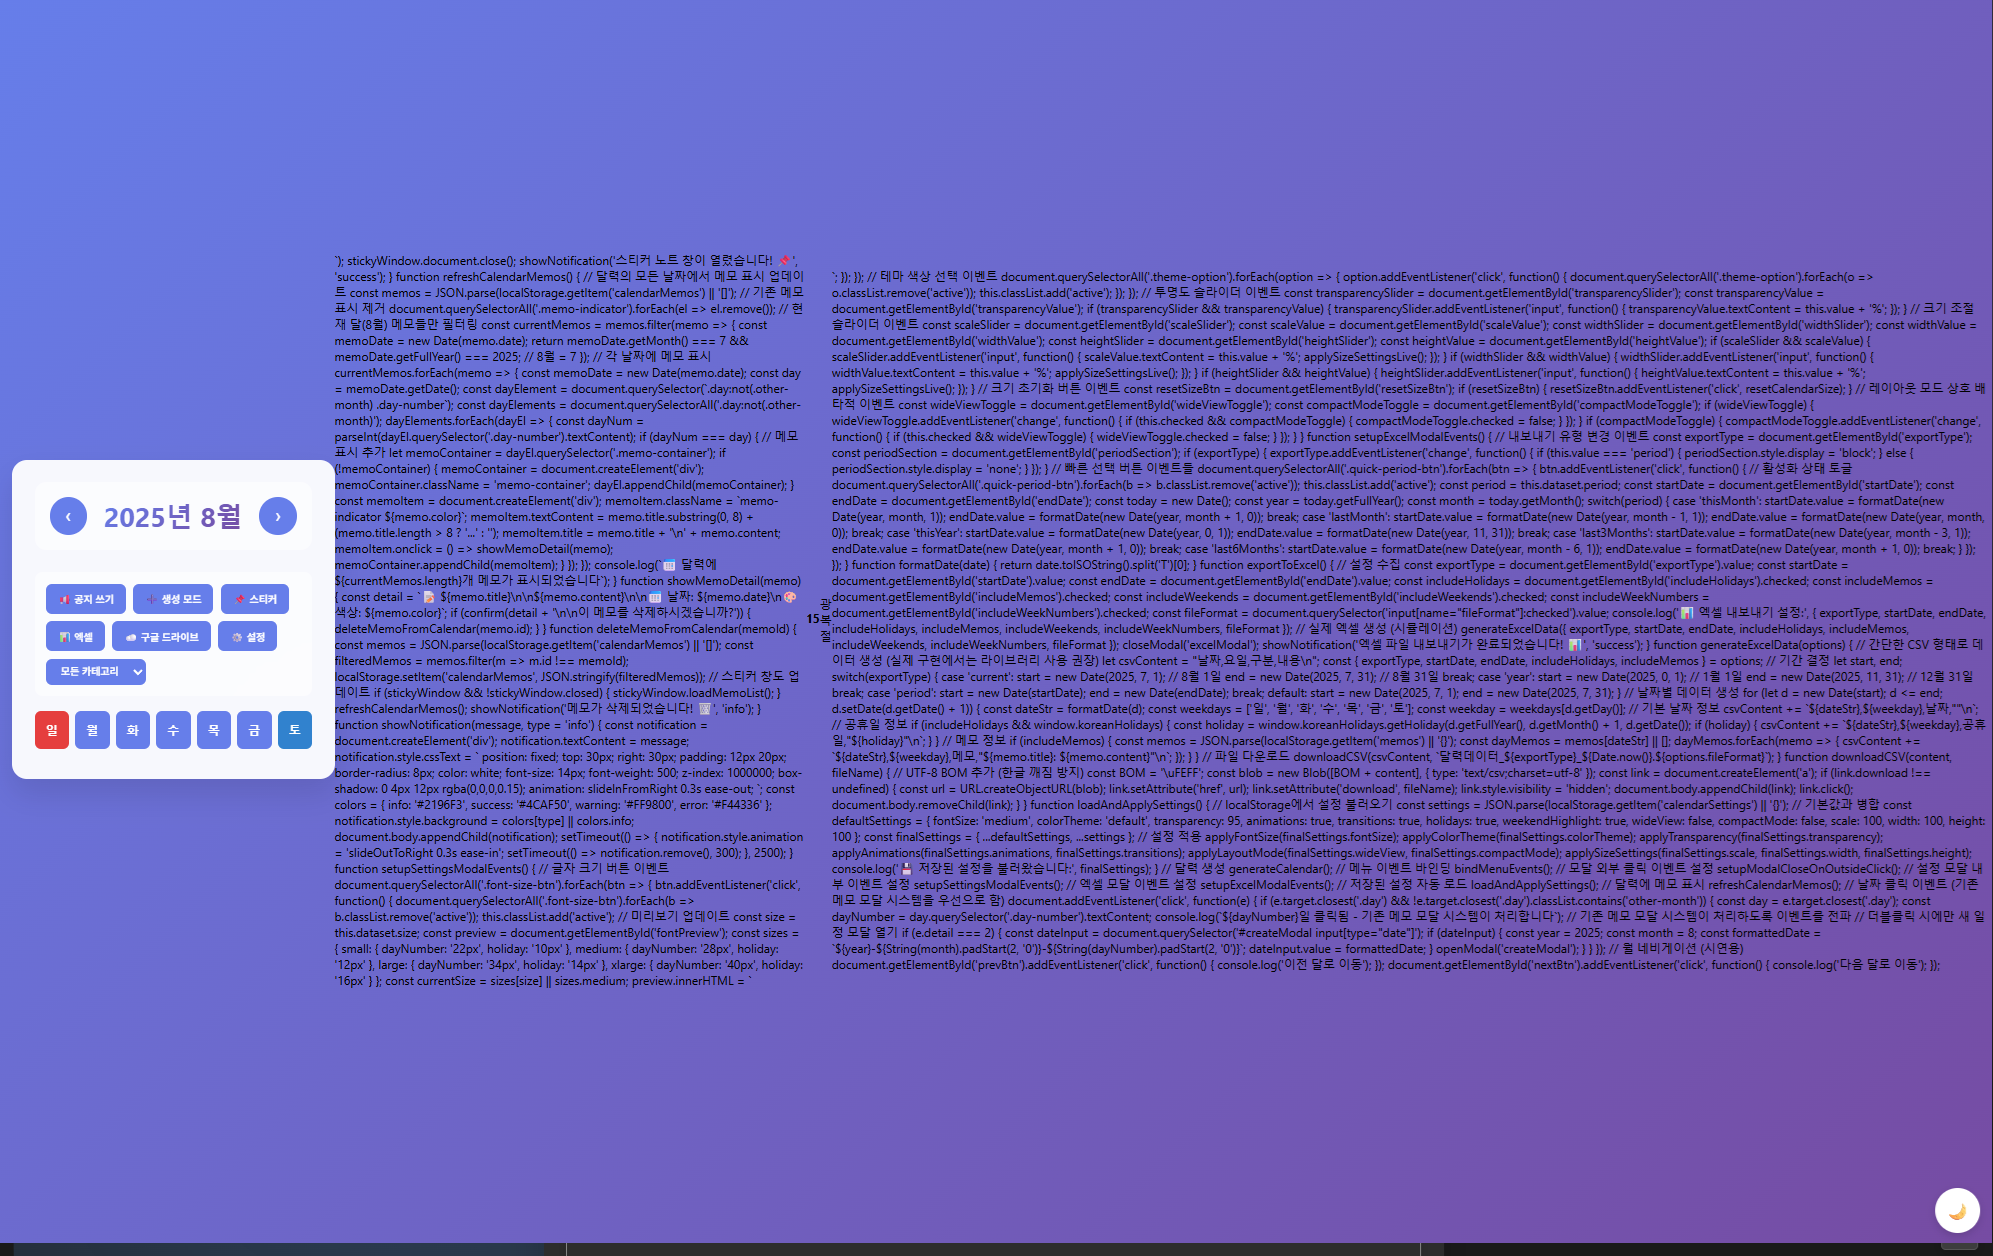 ‹ 2025년 8월 ›
📢 공지 쓰기 ➕ 생성 모드 📌 스티커
📊 엑셀 ☁️ 구글 드라이브 ⚙️ 설정
모든 카테고리
일 월 화 수 목 금 토
`); stickyWindow.document.close(); showNotification('스티커 노트 창이 열렸습니다! 📌',
'success'); } function refreshCalendarMemos() { // 달력의 모든 날짜에서 메모 표시 업데이
트 const memos = JSON.parse(localStorage.getItem('calendarMemos') || '[]'); // 기존 메모
표시 제거 document.querySelectorAll('.memo-indicator').forEach(el => el.remove()); // 현
재 달(8월) 메모들만 필터링 const currentMemos = memos.filter(memo => { const
memoDate = new Date(memo.date); return memoDate.getMonth() === 7 &&
memoDate.getFullYear() === 2025; // 8월 = 7 }); // 각 날짜에 메모 표시
currentMemos.forEach(memo => { const memoDate = new Date(memo.date); const day
= memoDate.getDate(); const dayElement = document.querySelector(`.day:not(.other-
month) .day-number`); const dayElements = document.querySelectorAll('.day:not(.other-
month)'); dayElements.forEach(dayEl => { const dayNum =
parseInt(dayEl.querySelector('.day-number').textContent); if (dayNum === day) { // 메모
표시 추가 let memoContainer = dayEl.querySelector('.memo-container'); if
(!memoContainer) { memoContainer = document.createElement('div');
memoContainer.className = 'memo-container'; dayEl.appendChild(memoContainer); }
const memoItem = document.createElement('div'); memoItem.className = `memo-
indicator ${memo.color}`; memoItem.textContent = memo.title.substring(0, 8) +
(memo.title.length > 8 ? '...' : ''); memoItem.title = memo.title + '\n' + memo.content;
memoItem.onclick = () => showMemoDetail(memo);
memoContainer.appendChild(memoItem); } }); }); console.log(`🗓️ 달력에
${currentMemos.length}개 메모가 표시되었습니다`); } function showMemoDetail(memo)
{ const detail = `📝 ${memo.title}\n\n${memo.content}\n\n🗓️ 날짜: ${memo.date}\n🎨
색상: ${memo.color}`; if (confirm(detail + "\n\n이 메모를 삭제하시겠습니까?")) {
deleteMemoFromCalendar(memo.id); } } function deleteMemoFromCalendar(memoId) {
const memos = JSON.parse(localStorage.getItem('calendarMemos') || '[]'); const
filteredMemos = memos.filter(m => m.id !== memoId);
localStorage.setItem('calendarMemos', JSON.stringify(filteredMemos)); // 스티커 창도 업
데이트 if (stickyWindow && !stickyWindow.closed) { stickyWindow.loadMemoList(); }
refreshCalendarMemos(); showNotification('메모가 삭제되었습니다! 🗑️', 'info'); }
function showNotification(message, type = 'info') { const notification =
document.createElement('div'); notification.textContent = message;
notification.style.cssText = ` position: fixed; top: 30px; right: 30px; padding: 12px 20px;
border-radius: 8px; color: white; font-size: 14px; font-weight: 500; z-index: 1000000; box-
shadow: 0 4px 12px rgba(0,0,0,0.15); animation: slideInFromRight 0.3s ease-out; `; const
colors = { info: '#2196F3', success: '#4CAF50', warning: '#FF9800', error: '#F44336' };
notification.style.background = colors[type] || colors.info;
document.body.appendChild(notification); setTimeout(() => { notification.style.animation
= 'slideOutToRight 0.3s ease-in'; setTimeout(() => notification.remove(), 300); }, 2500); }
function setupSettingsModalEvents() { // 글자 크기 버튼 이벤트
document.querySelectorAll('.font-size-btn').forEach(btn => { btn.addEventListener('click',
function() { document.querySelectorAll('.font-size-btn').forEach(b =>
b.classList.remove('active')); this.classList.add('active'); // 미리보기 업데이트 const size =
this.dataset.size; const preview = document.getElementById('fontPreview'); const sizes =
{ small: { dayNumber: '22px', holiday: '10px' }, medium: { dayNumber: '28px', holiday:
'12px' }, large: { dayNumber: '34px', holiday: '14px' }, xlarge: { dayNumber: '40px', holiday:
'16px' } }; const currentSize = sizes[size] || sizes.medium; preview.innerHTML = `
15
광
복
절
`; }); }); // 테마 색상 선택 이벤트 document.querySelectorAll('.theme-option').forEach(option => { option.addEventListener('click', function() { document.querySelectorAll('.theme-option').forEach(o =>
o.classList.remove('active')); this.classList.add('active'); }); }); // 투명도 슬라이더 이벤트 const transparencySlider = document.getElementById('transparencySlider'); const transparencyValue =
document.getElementById('transparencyValue'); if (transparencySlider && transparencyValue) { transparencySlider.addEventListener('input', function() { transparencyValue.textContent = this.value + '%'; }); } // 크기 조절
슬라이더 이벤트 const scaleSlider = document.getElementById('scaleSlider'); const scaleValue = document.getElementById('scaleValue'); const widthSlider = document.getElementById('widthSlider'); const widthValue =
document.getElementById('widthValue'); const heightSlider = document.getElementById('heightSlider'); const heightValue = document.getElementById('heightValue'); if (scaleSlider && scaleValue) {
scaleSlider.addEventListener('input', function() { scaleValue.textContent = this.value + '%'; applySizeSettingsLive(); }); } if (widthSlider && widthValue) { widthSlider.addEventListener('input', function() {
widthValue.textContent = this.value + '%'; applySizeSettingsLive(); }); } if (heightSlider && heightValue) { heightSlider.addEventListener('input', function() { heightValue.textContent = this.value + '%';
applySizeSettingsLive(); }); } // 크기 초기화 버튼 이벤트 const resetSizeBtn = document.getElementById('resetSizeBtn'); if (resetSizeBtn) { resetSizeBtn.addEventListener('click', resetCalendarSize); } // 레이아웃 모드 상호 배
타적 이벤트 const wideViewToggle = document.getElementById('wideViewToggle'); const compactModeToggle = document.getElementById('compactModeToggle'); if (wideViewToggle) {
wideViewToggle.addEventListener('change', function() { if (this.checked && compactModeToggle) { compactModeToggle.checked = false; } }); } if (compactModeToggle) { compactModeToggle.addEventListener('change',
function() { if (this.checked && wideViewToggle) { wideViewToggle.checked = false; } }); } } function setupExcelModalEvents() { // 내보내기 유형 변경 이벤트 const exportType = document.getElementById('exportType');
const periodSection = document.getElementById('periodSection'); if (exportType) { exportType.addEventListener('change', function() { if (this.value === 'period') { periodSection.style.display = 'block'; } else {
periodSection.style.display = 'none'; } }); } // 빠른 선택 버튼 이벤트들 document.querySelectorAll('.quick-period-btn').forEach(btn => { btn.addEventListener('click', function() { // 활성화 상태 토글
document.querySelectorAll('.quick-period-btn').forEach(b => b.classList.remove('active')); this.classList.add('active'); const period = this.dataset.period; const startDate = document.getElementById('startDate'); const
endDate = document.getElementById('endDate'); const today = new Date(); const year = today.getFullYear(); const month = today.getMonth(); switch(period) { case 'thisMonth': startDate.value = formatDate(new
Date(year, month, 1)); endDate.value = formatDate(new Date(year, month + 1, 0)); break; case 'lastMonth': startDate.value = formatDate(new Date(year, month - 1, 1)); endDate.value = formatDate(new Date(year, month,
0)); break; case 'thisYear': startDate.value = formatDate(new Date(year, 0, 1)); endDate.value = formatDate(new Date(year, 11, 31)); break; case 'last3Months': startDate.value = formatDate(new Date(year, month - 3, 1));
endDate.value = formatDate(new Date(year, month + 1, 0)); break; case 'last6Months': startDate.value = formatDate(new Date(year, month - 6, 1)); endDate.value = formatDate(new Date(year, month + 1, 0)); break; } });
}); } function formatDate(date) { return date.toISOString().split('T')[0]; } function exportToExcel() { // 설정 수집 const exportType = document.getElementById('exportType').value; const startDate =
document.getElementById('startDate').value; const endDate = document.getElementById('endDate').value; const includeHolidays = document.getElementById('includeHolidays').checked; const includeMemos =
document.getElementById('includeMemos').checked; const includeWeekends = document.getElementById('includeWeekends').checked; const includeWeekNumbers =
document.getElementById('includeWeekNumbers').checked; const fileFormat = document.querySelector('input[name="fileFormat"]:checked').value; console.log('📊 엑셀 내보내기 설정:', { exportType, startDate, endDate,
includeHolidays, includeMemos, includeWeekends, includeWeekNumbers, fileFormat }); // 실제 엑셀 생성 (시뮬레이션) generateExcelData({ exportType, startDate, endDate, includeHolidays, includeMemos,
includeWeekends, includeWeekNumbers, fileFormat }); closeModal('excelModal'); showNotification('엑셀 파일 내보내기가 완료되었습니다! 📊', 'success'); } function generateExcelData(options) { // 간단한 CSV 형태로 데
이터 생성 (실제 구현에서는 라이브러리 사용 권장) let csvContent = "날짜,요일,구분,내용\n"; const { exportType, startDate, endDate, includeHolidays, includeMemos } = options; // 기간 결정 let start, end;
switch(exportType) { case 'current': start = new Date(2025, 7, 1); // 8월 1일 end = new Date(2025, 7, 31); // 8월 31일 break; case 'year': start = new Date(2025, 0, 1); // 1월 1일 end = new Date(2025, 11, 31); // 12월 31일
break; case 'period': start = new Date(startDate); end = new Date(endDate); break; default: start = new Date(2025, 7, 1); end = new Date(2025, 7, 31); } // 날짜별 데이터 생성 for (let d = new Date(start); d <= end;
d.setDate(d.getDate() + 1)) { const dateStr = formatDate(d); const weekdays = ['일', '월', '화', '수', '목', '금', '토']; const weekday = weekdays[d.getDay()]; // 기본 날짜 정보 csvContent += `${dateStr},${weekday},날짜,""\n`;
// 공휴일 정보 if (includeHolidays && window.koreanHolidays) { const holiday = window.koreanHolidays.getHoliday(d.getFullYear(), d.getMonth() + 1, d.getDate()); if (holiday) { csvContent += `${dateStr},${weekday},공휴
일,"${holiday}"\n`; } } // 메모 정보 if (includeMemos) { const memos = JSON.parse(localStorage.getItem('memos') || '{}'); const dayMemos = memos[dateStr] || []; dayMemos.forEach(memo => { csvContent +=
`${dateStr},${weekday},메모,"${memo.title}: ${memo.content}"\n`; }); } } // 파일 다운로드 downloadCSV(csvContent, `달력데이터_${exportType}_${Date.now()}.${options.fileFormat}`); } function downloadCSV(content,
fileName) { // UTF-8 BOM 추가 (한글 깨짐 방지) const BOM = "\uFEFF"; const blob = new Blob([BOM + content], { type: 'text/csv;charset=utf-8' }); const link = document.createElement('a'); if (link.download !==
undefined) { const url = URL.createObjectURL(blob); link.setAttribute('href', url); link.setAttribute('download', fileName); link.style.visibility = 'hidden'; document.body.appendChild(link); link.click();
document.body.removeChild(link); } } function loadAndApplySettings() { // localStorage에서 설정 불러오기 const settings = JSON.parse(localStorage.getItem('calendarSettings') || '{}'); // 기본값과 병합 const
defaultSettings = { fontSize: 'medium', colorTheme: 'default', transparency: 95, animations: true, transitions: true, holidays: true, weekendHighlight: true, wideView: false, compactMode: false, scale: 100, width: 100, height:
100 }; const finalSettings = { ...defaultSettings, ...settings }; // 설정 적용 applyFontSize(finalSettings.fontSize); applyColorTheme(finalSettings.colorTheme); applyTransparency(finalSettings.transparency);
applyAnimations(finalSettings.animations, finalSettings.transitions); applyLayoutMode(finalSettings.wideView, finalSettings.compactMode); applySizeSettings(finalSettings.scale, finalSettings.width, finalSettings.height);
console.log('💾 저장된 설정을 불러왔습니다:', finalSettings); } // 달력 생성 generateCalendar(); // 메뉴 이벤트 바인딩 bindMenuEvents(); // 모달 외부 클릭 이벤트 설정 setupModalCloseOnOutsideClick(); // 설정 모달 내
부 이벤트 설정 setupSettingsModalEvents(); // 엑셀 모달 이벤트 설정 setupExcelModalEvents(); // 저장된 설정 자동 로드 loadAndApplySettings(); // 달력에 메모 표시 refreshCalendarMemos(); // 날짜 클릭 이벤트 (기존
메모 모달 시스템을 우선으로 함) document.addEventListener('click', function(e) { if (e.target.closest('.day') && !e.target.closest('.day').classList.contains('other-month')) { const day = e.target.closest('.day'); const
dayNumber = day.querySelector('.day-number').textContent; console.log(`${dayNumber}일 클릭됨 - 기존 메모 모달 시스템이 처리합니다`); // 기존 메모 모달 시스템이 처리하도록 이벤트를 전파 // 더블클릭 시에만 새 일
정 모달 열기 if (e.detail === 2) { const dateInput = document.querySelector('#createModal input[type="date"]'); if (dateInput) { const year = 2025; const month = 8; const formattedDate =
`${year}-${String(month).padStart(2, '0')}-${String(dayNumber).padStart(2, '0')}`; dateInput.value = formattedDate; } openModal('createModal'); } } }); // 월 네비게이션 (시연용)
document.getElementById('prevBtn').addEventListener('click', function() { console.log('이전 달로 이동'); }); document.getElementById('nextBtn').addEventListener('click', function() { console.log('다음 달로 이동'); });